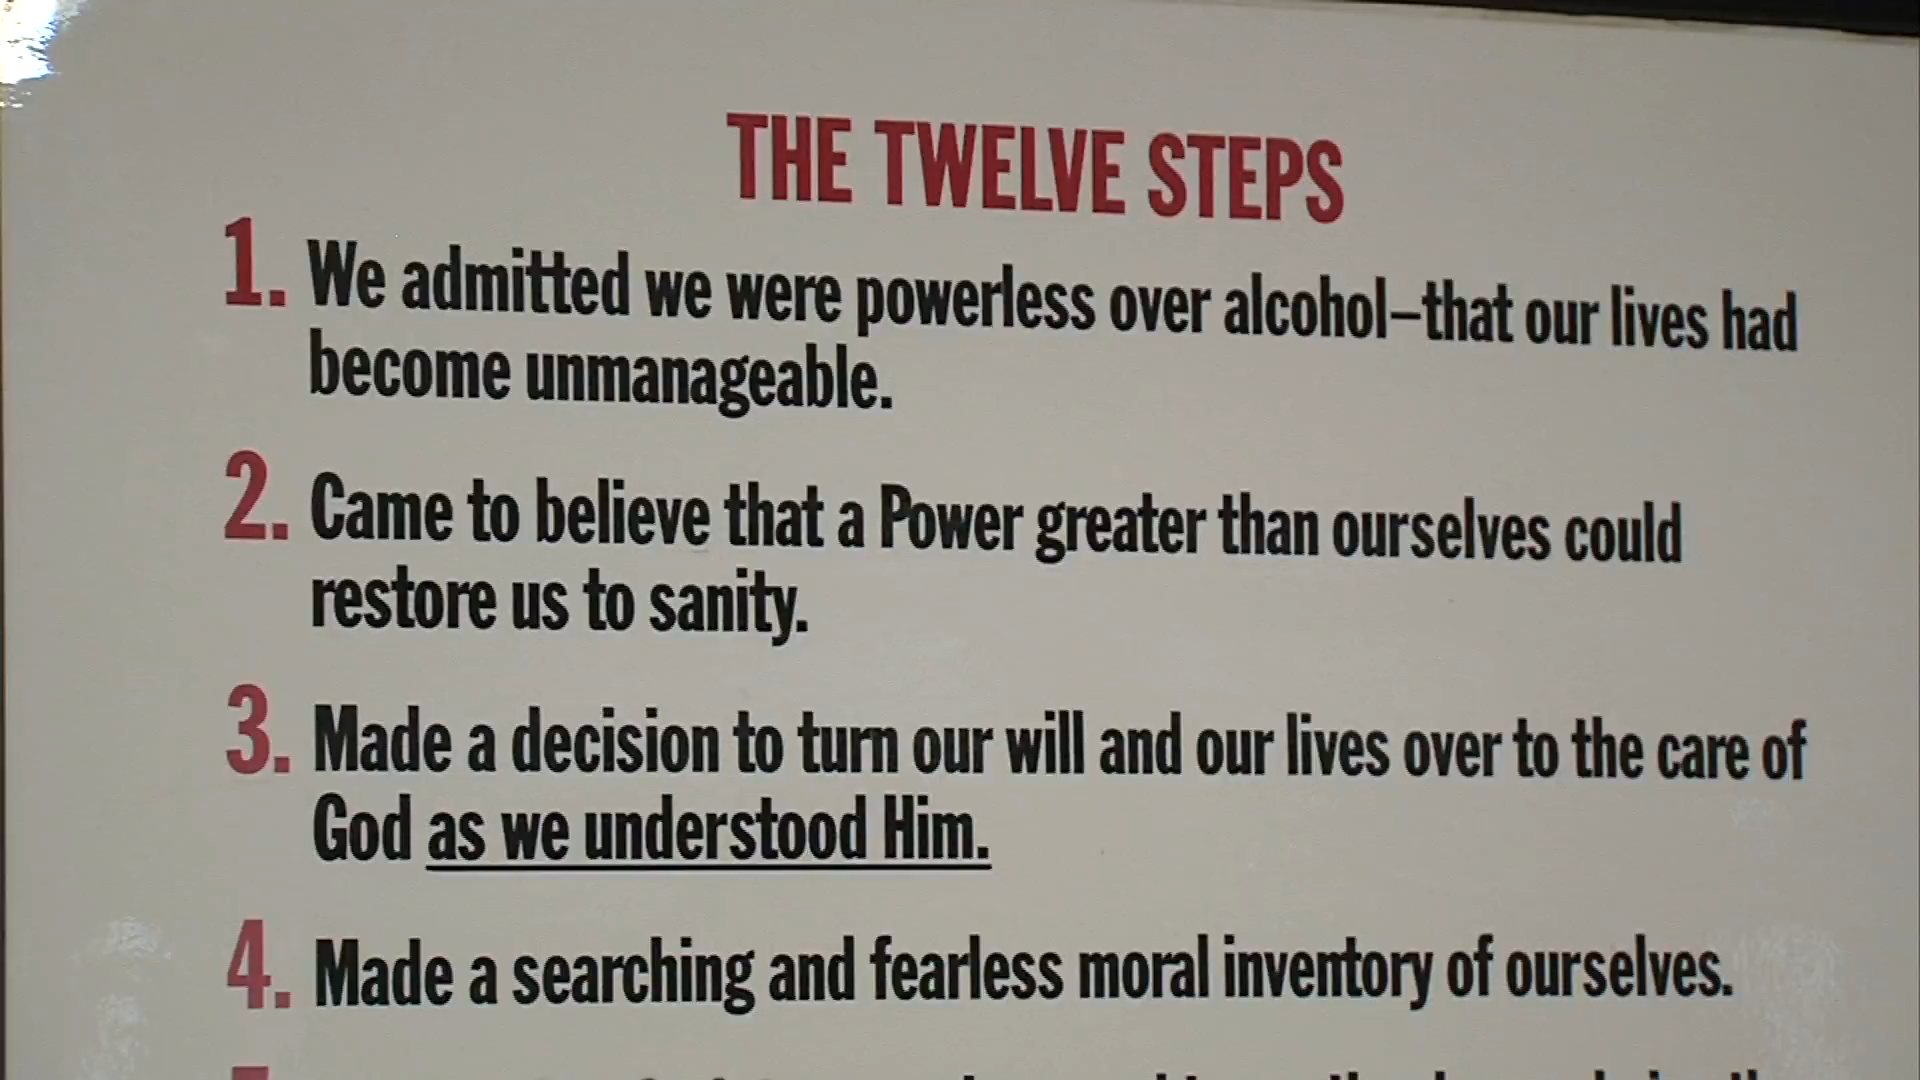 THE TWELVE STEPS
1. We admitted we were powerless over alcohol–that our lives had
become unmanageable.
2. Came to believe that a Power greater than ourselves could
restore us to sanity.
3. Made a decision to turn our will and our lives over to the care of
God as we understood Him.
4. Made a searching and fearless moral inventory of ourselves.